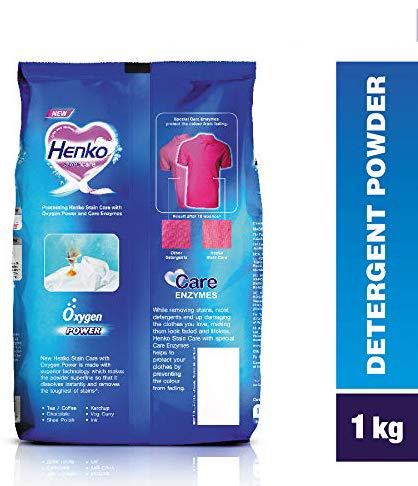 NEW
Henko
Presenting Henko Stain Care with
Oxygen Power and Care Enzymes
Oxygen
POWER
New Henko Stain Care with
Oxygen Power is made with
superior technology which makes
the powder superfine so that it
dissolves instantly and removes
the toughest of stains*
• Tea / Coffee • Ketchup
• Chocolate • Veg Curry
• Shoe Polish • Ink
Special Care Enzymes
protect the colour from fading.
Result after 10 washes*
Other
Detergents
Henko
Stain Care
Care
ENZYMES
While removing stains, most
detergents end up damaging
the clothes you love, making
them look faded and lifeless.
Henko Stain Care with special
Care Enzymes
helps to
protect your
clothes by
preventing
the colour
from fading.
DETERGENT POWDER
1 kg